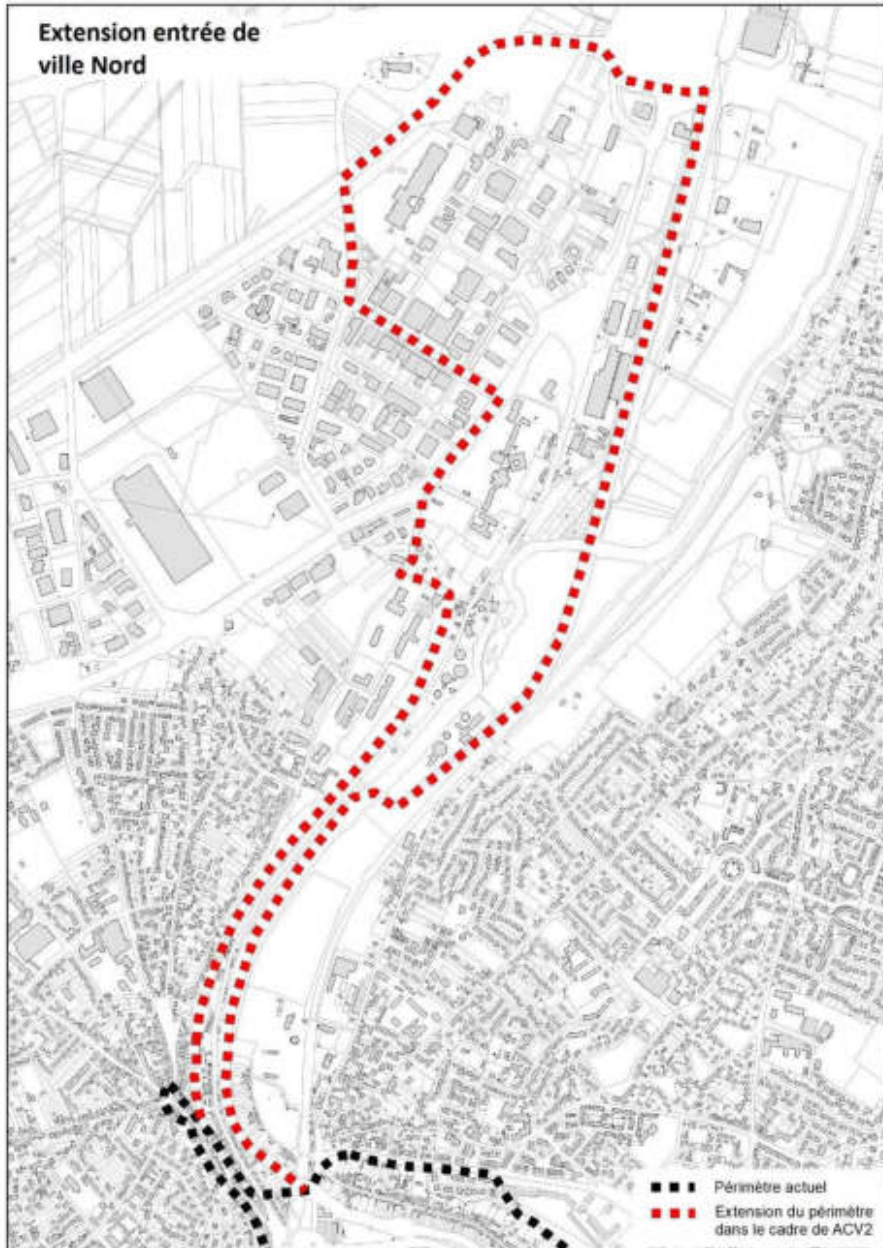 Extension entrée de
ville Nord
Périmètre actuel
Extension du périmètre
dans le cadre de ACV2